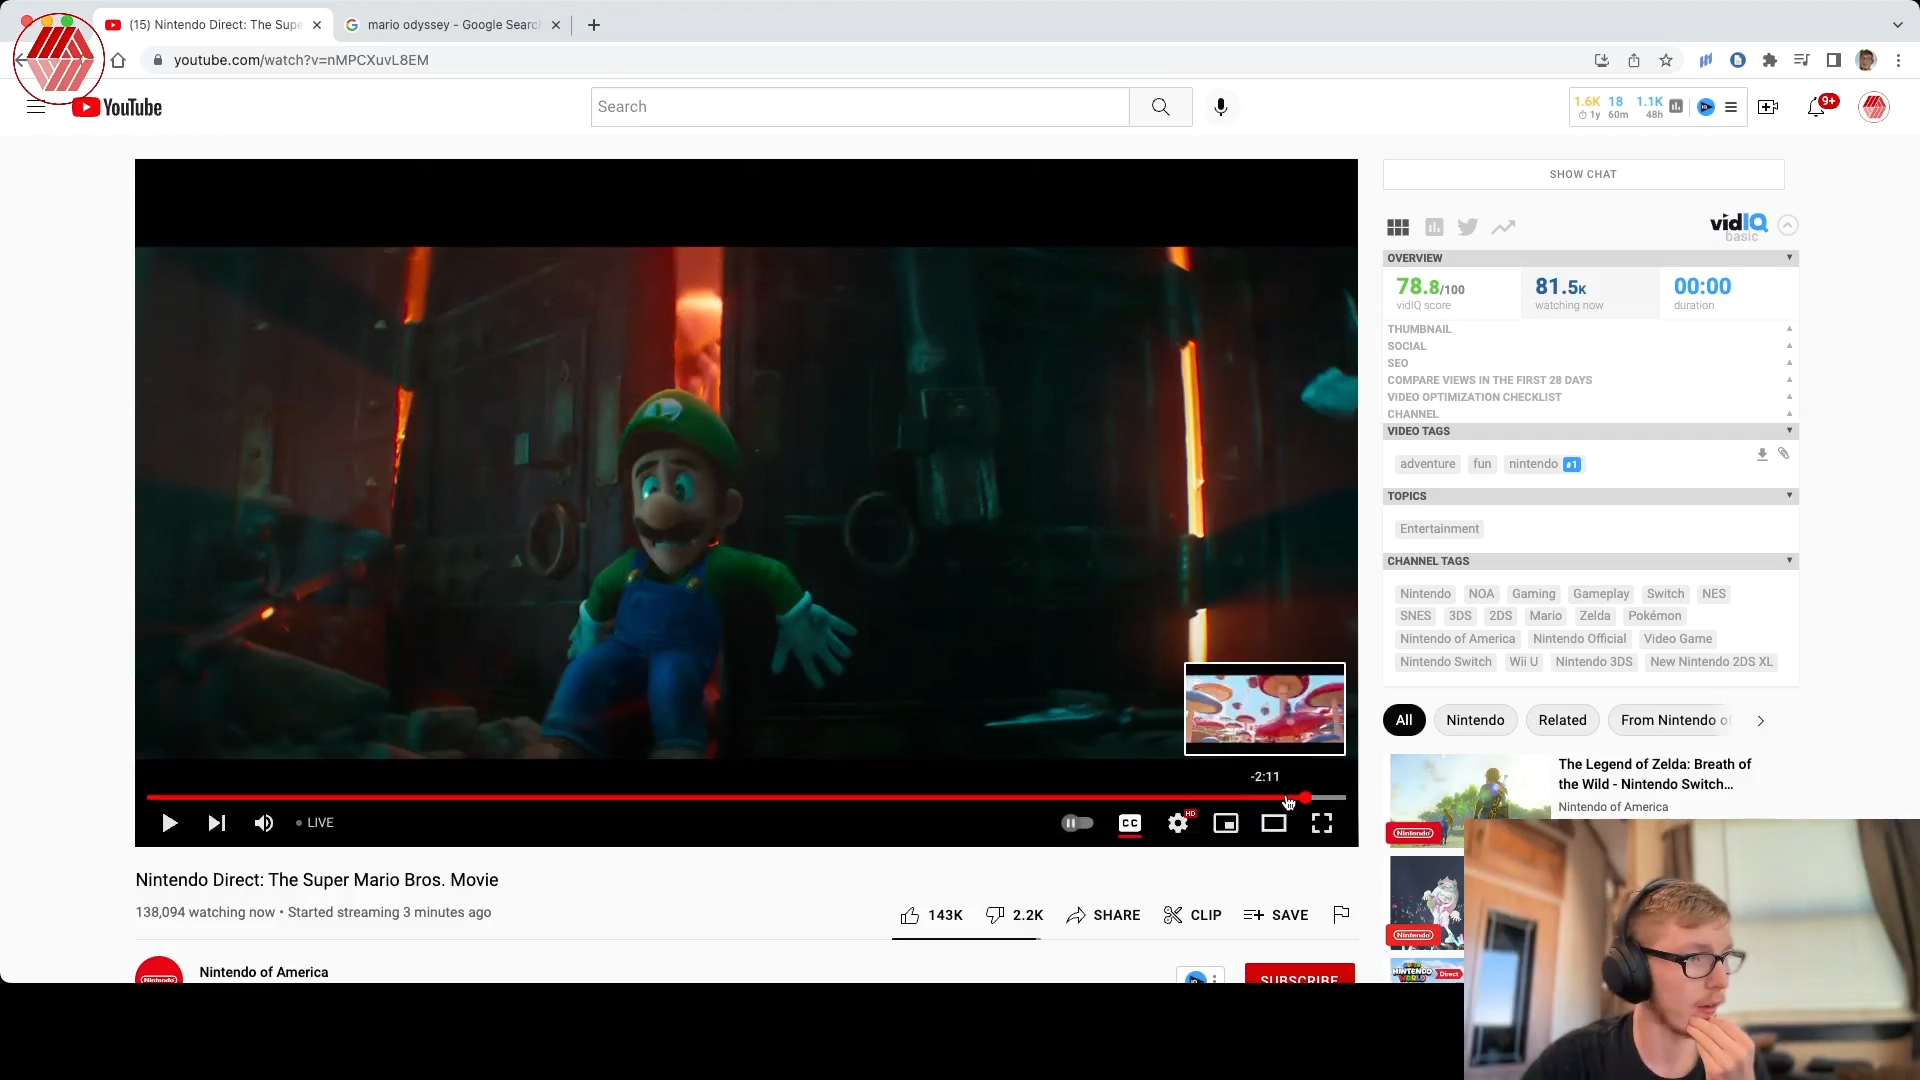 (15) Nintendo Direct: The Supe
mario odyssey - Google Search
youtube.com/watch?v=nMPCXuvL8EM
YouTube
Search
1.6K 18 1.1K
1y 60m 48h
9+
SHOW CHAT
vidIQ
basic
OVERVIEW
78.8/100
vidIQ score
81.5K
watching now
00:00
duration
THUMBNAIL
SOCIAL
SEO
COMPARE VIEWS IN THE FIRST 28 DAYS
VIDEO OPTIMIZATION CHECKLIST
CHANNEL
VIDEO TAGS
adventure fun nintendo #1
TOPICS
Entertainment
CHANNEL TAGS
Nintendo NOA Gaming Gameplay Switch NES
SNES 3DS 2DS Mario Zelda Pokémon
Nintendo of America Nintendo Official Video Game
Nintendo Switch Wii U Nintendo 3DS New Nintendo 2DS XL
All Nintendo Related From Nintendo of
The Legend of Zelda: Breath of
the Wild - Nintendo Switch...
Nintendo of America
Nintendo
Nintendo
NINTENDO Direct
L
-2:11
LIVE
CC
HD
Nintendo Direct: The Super Mario Bros. Movie
138,094 watching now • Started streaming 3 minutes ago
143K 2.2K SHARE CLIP SAVE
Nintendo
Nintendo of America
SUBSCRIBE